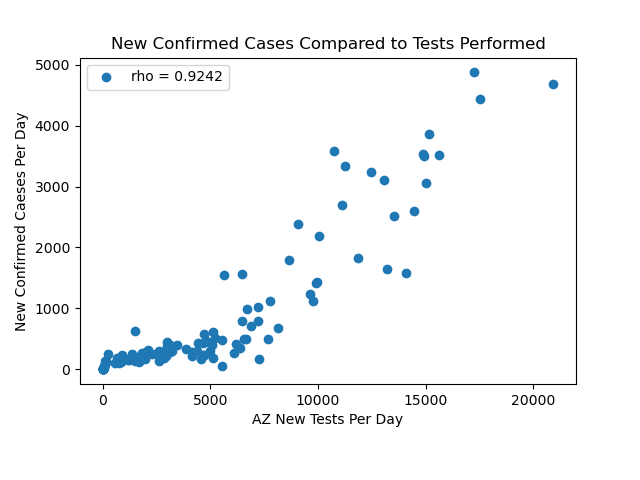 New Confirmed Cases Compared to Tests Performed
rho = 0.9242
New Confirmed Caeses Per Day
5000
4000
3000
2000
1000
0
0 5000 10000 15000 20000
AZ New Tests Per Day